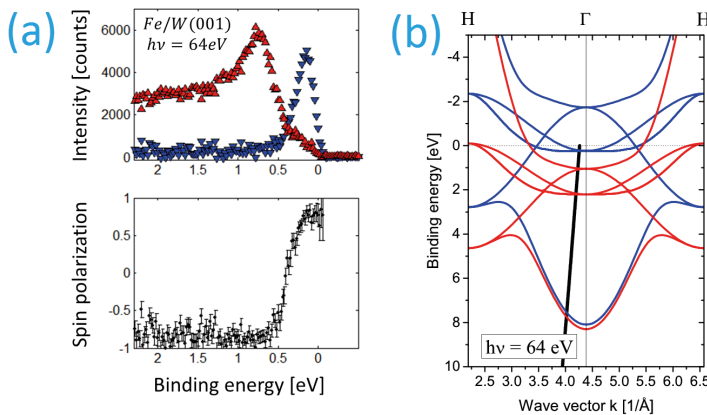 (a)
Fe/W(001)
hν = 64eV
Intensity [counts]
6000
4000
2000
0
2
1.5
1
0.5
0
Spin polarization
1
0.5
0
-0.5
-1
2
1.5
1
0.5
0
Binding energy [eV]
(b)
H
Γ
H
Binding energy [eV]
-4
-2
0
2
4
6
8
10
hν = 64 eV
2.5
3.0
3.5
4.0
4.5
5.0
5.5
6.0
6.5
Wave vector k [1/Å]